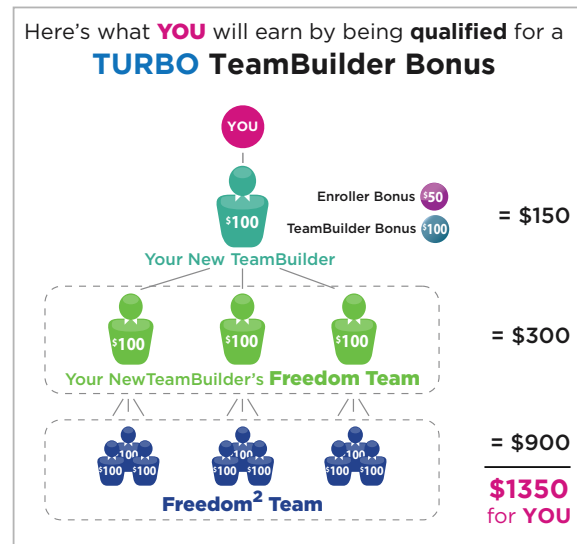 Here's what YOU will earn by being qualified for a
TURBO TeamBuilder Bonus
YOU
Enroller Bonus $50
$100
TeamBuilder Bonus $100
= $150
Your New TeamBuilder
$100 $100 $100
= $300
Your NewTeamBuilder's Freedom Team
100 100 100
$100 $100 $100 $100 $100 $100
= $900
Freedom² Team
$1350
for YOU